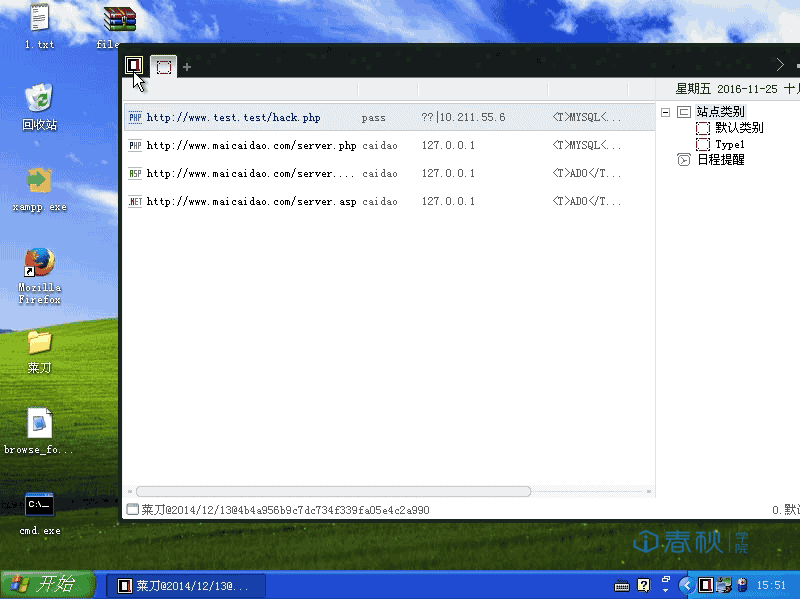 1.txt
file
回收站
xampp.exe
Mozilla
Firefox
菜刀
browse_fo...
cmd.exe
星期五 2016-11-25 十
PHP http://www.test.test/hack.php pass ??|10.211.55.6 <T>MYSQL<...
PHP http://www.maicaidao.com/server.php caidao 127.0.0.1 <T>MYSQL<...
ASP http://www.maicaidao.com/server.... caidao 127.0.0.1 <T>ADO</T...
.NET http://www.maicaidao.com/server.asp caidao 127.0.0.1 <T>ADO</T...
站点类别
默认类别
Type1
日程提醒
菜刀@2014/12/13@4b4a956b9c7dc734f339fa05e4c2a990
0.默
春秋学院
开始
菜刀@2014/12/13@...
15:51